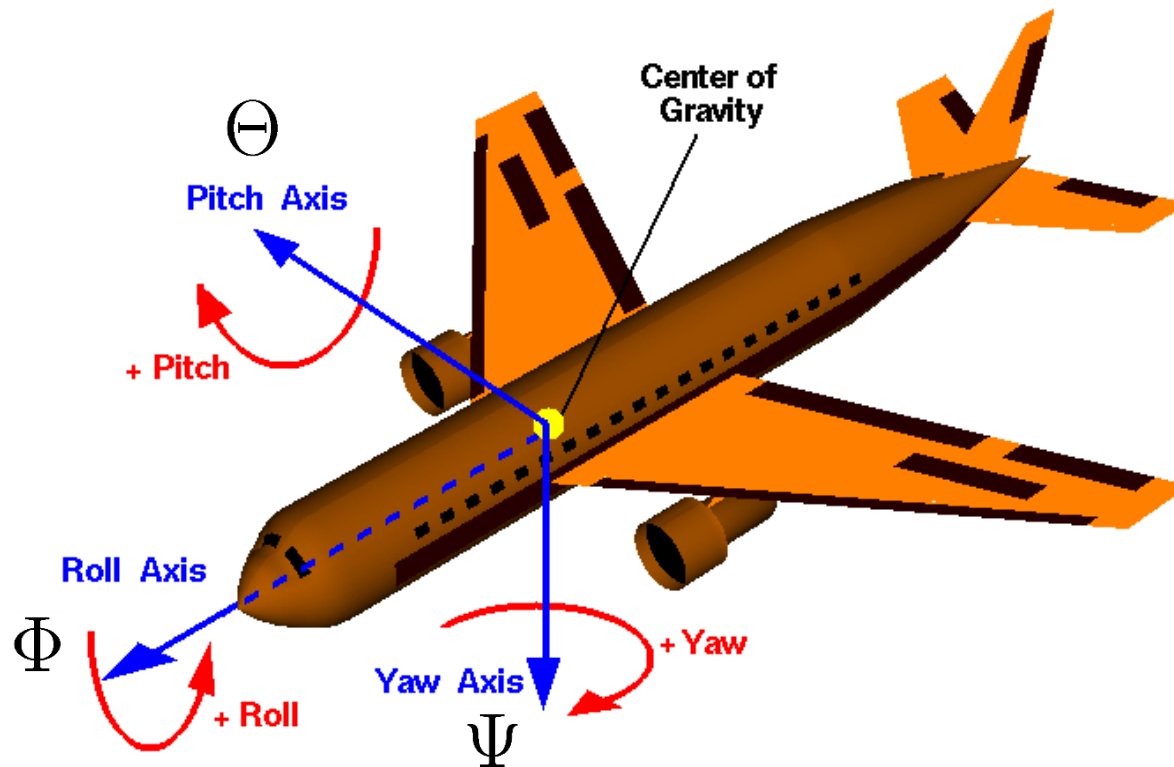 Center of
Gravity
Θ
Pitch Axis
+ Pitch
Roll Axis
Φ
+ Roll
+ Yaw
Yaw Axis
Ψ